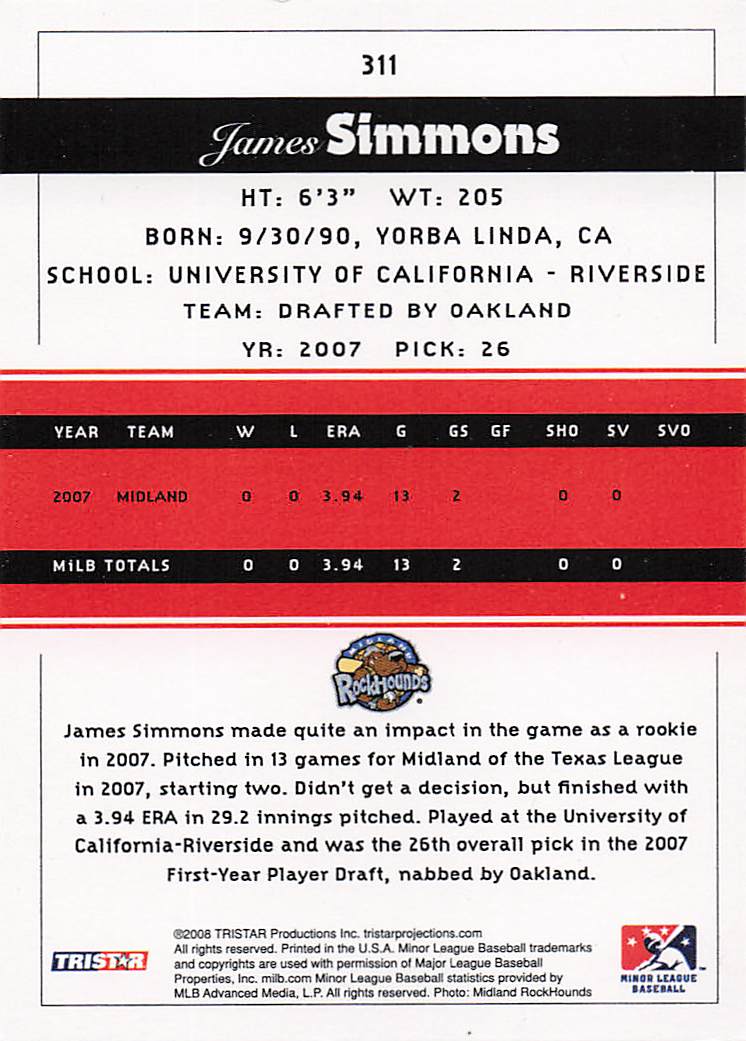 311
James Simmons
HT: 6'3" WT: 205
BORN: 9/30/90, YORBA LINDA, CA
SCHOOL: UNIVERSITY OF CALIFORNIA - RIVERSIDE
TEAM: DRAFTED BY OAKLAND
YR: 2007 PICK: 26
YEAR TEAM W L ERA G GS GF SHO SV SVO
2007 MIDLAND 0 0 3.94 13 2 0 0
MiLB TOTALS 0 0 3.94 13 2 0 0
MIDLAND
ROCKHOUNDS
James Simmons made quite an impact in the game as a rookie
in 2007. Pitched in 13 games for Midland of the Texas League
in 2007, starting two. Didn't get a decision, but finished with
a 3.94 ERA in 29.2 innings pitched. Played at the University of
California-Riverside and was the 26th overall pick in the 2007
First-Year Player Draft, nabbed by Oakland.
TRISTAR
©2008 TRISTAR Productions Inc. tristarprojections.com
All rights reserved. Printed in the U.S.A. Minor League Baseball trademarks
and copyrights are used with permission of Major League Baseball
Properties, Inc. milb.com Minor League Baseball statistics provided by
MLB Advanced Media, L.P. All rights reserved. Photo: Midland RockHounds
MINOR LEAGUE
BASEBALL